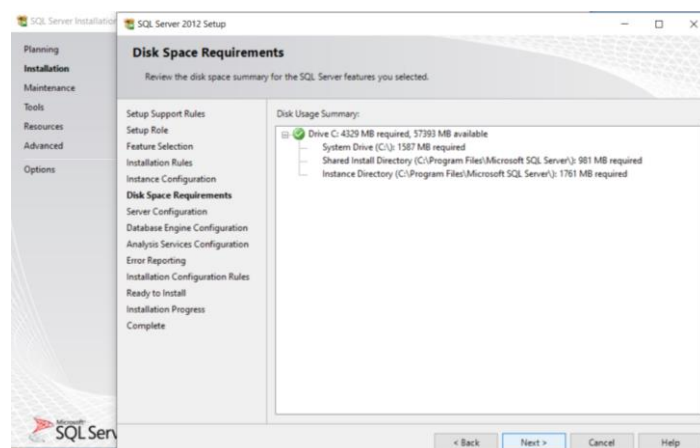 SQL Server Installation
SQL Server 2012 Setup
Planning
Installation
Maintenance
Tools
Resources
Advanced
Options
Disk Space Requirements
Review the disk space summary for the SQL Server features you selected.
Setup Support Rules
Setup Role
Feature Selection
Installation Rules
Instance Configuration
Disk Space Requirements
Server Configuration
Database Engine Configuration
Analysis Services Configuration
Error Reporting
Installation Configuration Rules
Ready to Install
Installation Progress
Complete
Disk Usage Summary:
Drive C: 4329 MB required, 57393 MB available
System Drive (C:\): 1587 MB required
Shared Install Directory (C:\Program Files\Microsoft SQL Server\): 981 MB required
Instance Directory (C:\Program Files\Microsoft SQL Server\): 1761 MB required
Microsoft
SQL Serv
< Back
Next >
Cancel
Help